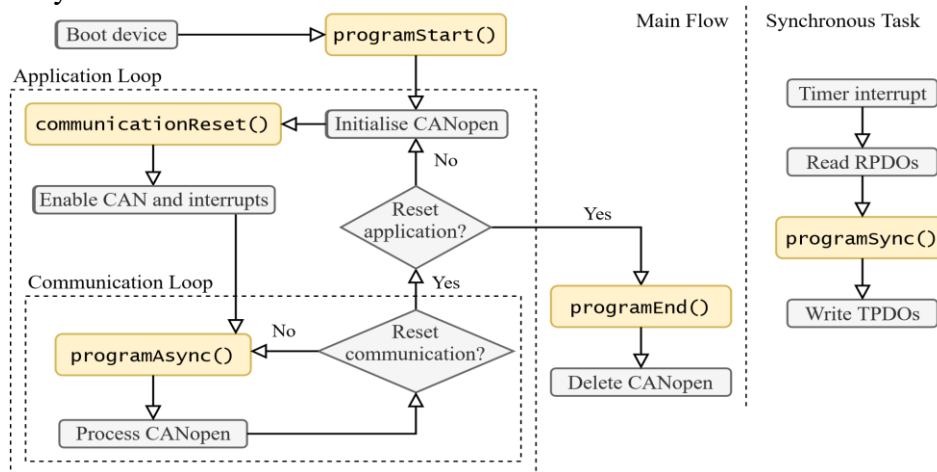 Boot device
programStart()
Main Flow
Synchronous Task
Application Loop
communicationReset()
Initialise CANopen
Timer interrupt
No
Read RPDOs
Enable CAN and interrupts
Reset
application?
Yes
programSync()
Communication Loop
Yes
programEnd()
Write TPDOs
No
Reset
communication?
programAsync()
Delete CANopen
Process CANopen